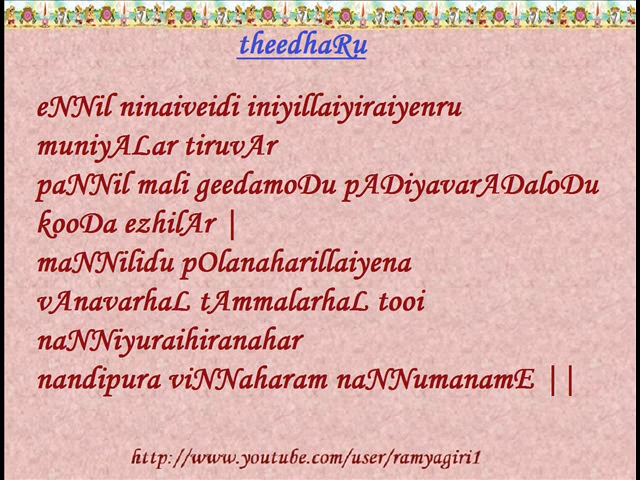 theedhaRu
eNNil ninaiveidi iniyillaiyiraiyenru
muniyALar tiruvAr
paNNil mali geedamoDu pADiyavarADaloDu
kooDa ezhilAr |
maNNilidu pOlanaharillaiyena
vAnavarhaL tAmmalarhaL tooi
naNNiyuraihiranahar
nandipura viNNaharam naNNumanamE ||
http://www.youtube.com/user/ramyagiri1